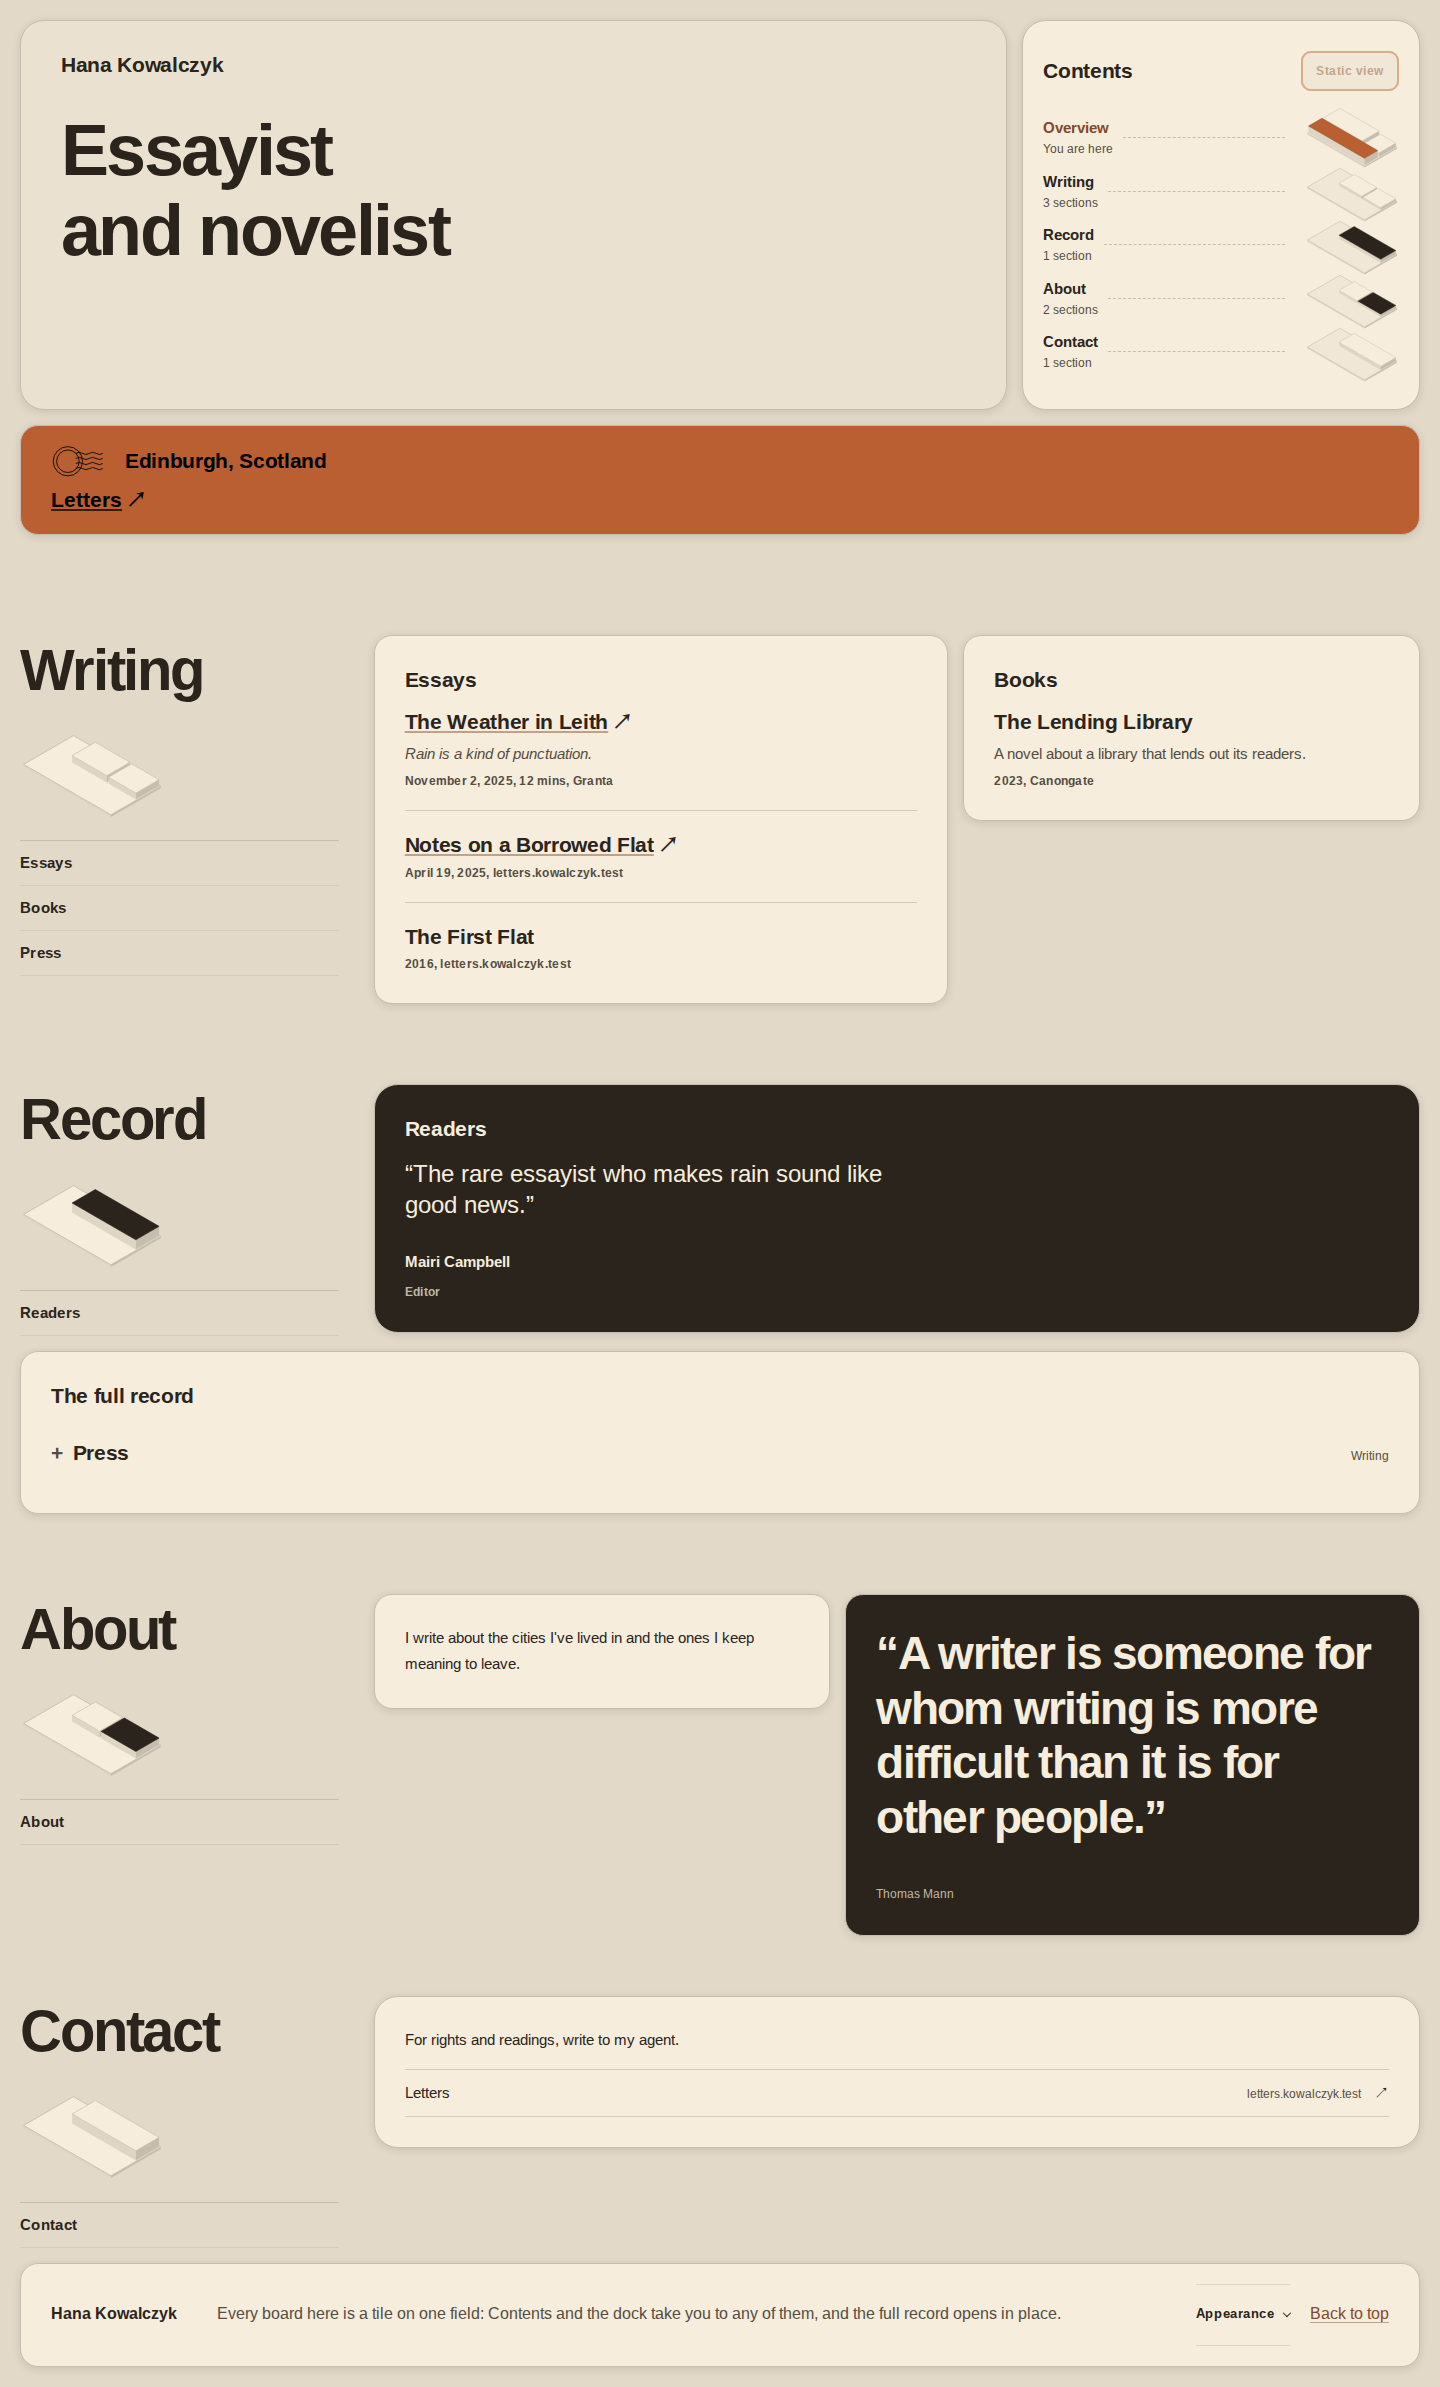 Hana Kowalczyk
Essayist
and novelist
Contents
Static view
Overview
You are here
Writing
3 sections
Record
1 section
About
2 sections
Contact
1 section
Edinburgh, Scotland
Letters ↗
Writing
Essays
Books
Press
Essays
The Weather in Leith ↗
Rain is a kind of punctuation.
November 2, 2025, 12 mins, Granta
Notes on a Borrowed Flat ↗
April 19, 2025, letters.kowalczyk.test
The First Flat
2016, letters.kowalczyk.test
Books
The Lending Library
A novel about a library that lends out its readers.
2023, Canongate
Record
Readers
Readers
“The rare essayist who makes rain sound like
good news.”
Mairi Campbell
Editor
The full record
+ Press
Writing
About
About
I write about the cities I've lived in and the ones I keep
meaning to leave.
“A writer is someone for
whom writing is more
difficult than it is for
other people.”
Thomas Mann
Contact
Contact
For rights and readings, write to my agent.
Letters
letters.kowalczyk.test ↗
Hana Kowalczyk
Every board here is a tile on one field: Contents and the dock take you to any of them, and the full record opens in place.
Appearance
Back to top